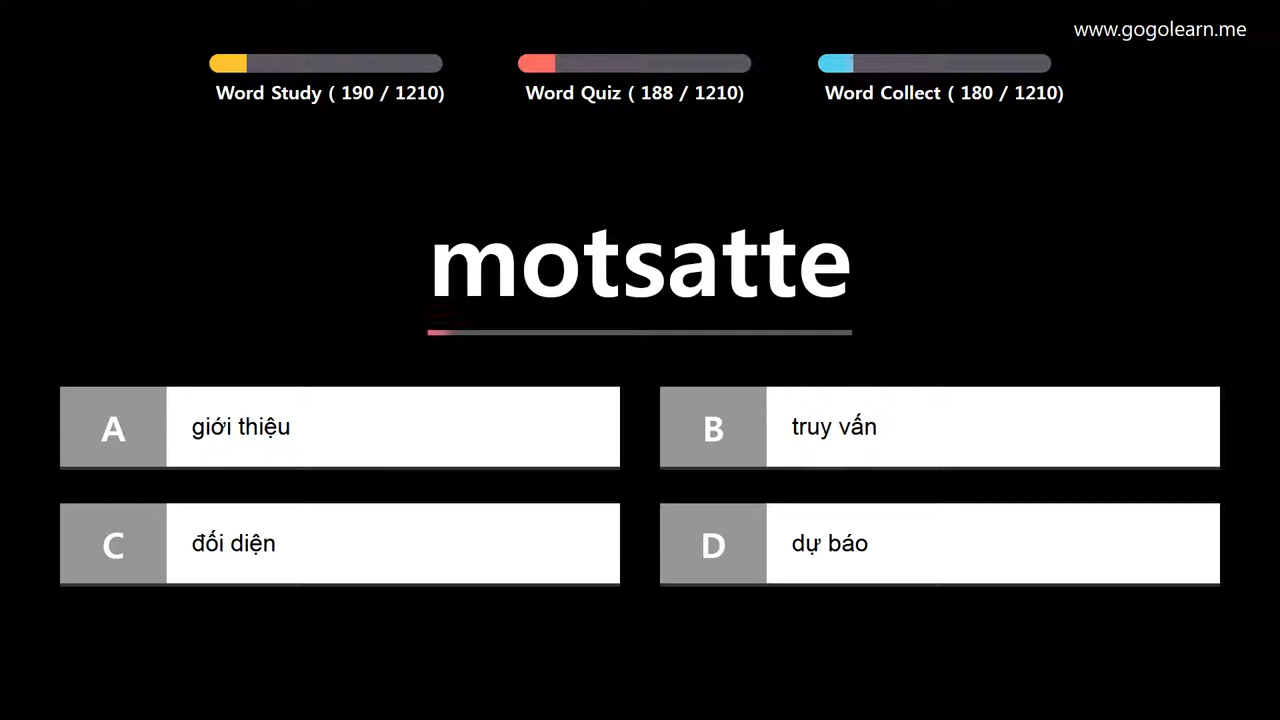 www.gogolearn.me
Word Study ( 190 / 1210)
Word Quiz ( 188 / 1210)
Word Collect ( 180 / 1210)
motsatte
A
giới thiệu
B
truy vấn
C
đối diện
D
dự báo